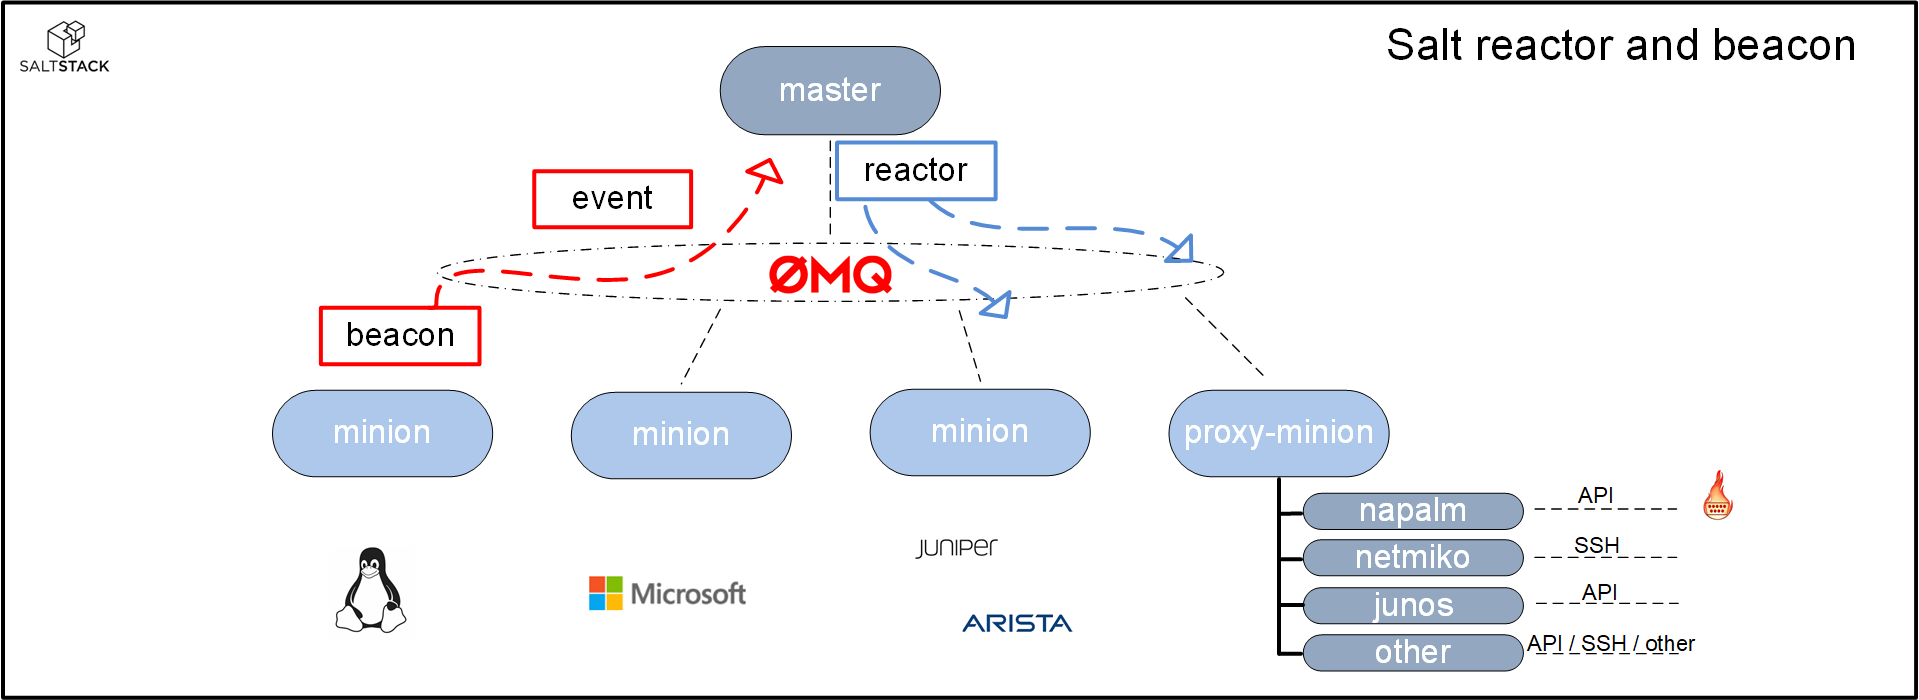 SALTSTACK
Salt reactor and beacon
master
event
reactor
ØMQ
beacon
minion
minion
minion
proxy-minion
Microsoft
JUNIPER
ARISTA
napalm
API
netmiko
SSH
junos
API
other
API / SSH / other